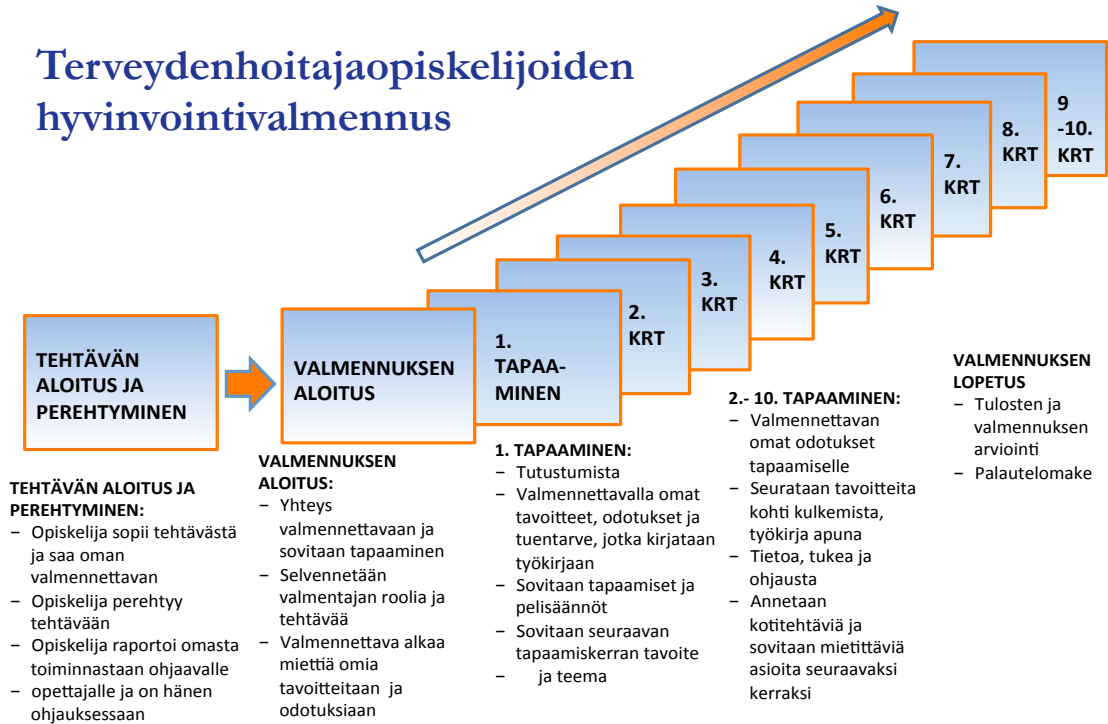 Terveydenhoitajaopiskelijoiden
hyvinvointivalmennus
TEHTÄVÄN
ALOITUS JA
PEREHTYMINEN
VALMENNUKSEN
ALOITUS
1.
TAPAA-
MINEN
2.
KRT
3.
KRT
4.
KRT
5.
KRT
6.
KRT
7.
KRT
8.
KRT
9
-10.
KRT
TEHTÄVÄN ALOITUS JA
PEREHTYMINEN:
– Opiskelija sopii tehtävästä
ja saa oman
valmennettavan
– Opiskelija perehtyy
tehtävään
– Opiskelija raportoi omasta
toiminnastaan ohjaavalle
– opettajalle ja on hänen
ohjauksessaan
VALMENNUKSEN
ALOITUS:
– Yhteys
valmennettavaan ja
sovitaan tapaaminen
– Selvennetään
valmentajan roolia ja
tehtävää
– Valmennettava alkaa
miettiä omia
tavoitteitaan ja
odotuksiaan
1. TAPAAMINEN:
– Tutustumista
– Valmennettavalla omat
tavoitteet, odotukset ja
tuentarve, jotka kirjataan
työkirjaan
– Sovitaan tapaamiset ja
pelisäännöt
– Sovitaan seuraavan
tapaamiskerran tavoite
– ja teema
2.- 10. TAPAAMINEN:
– Valmennettavan
omat odotukset
tapaamiselle
– Seurataan tavoitteita
kohti kulkemista,
työkirja apuna
– Tietoa, tukea ja
ohjausta
– Annetaan
kotitehtäviä ja
sovitaan mietittäviä
asioita seuraavaksi
kerraksi
VALMENNUKSEN
LOPETUS
– Tulosten ja
valmennuksen
arviointi
– Palautelomake